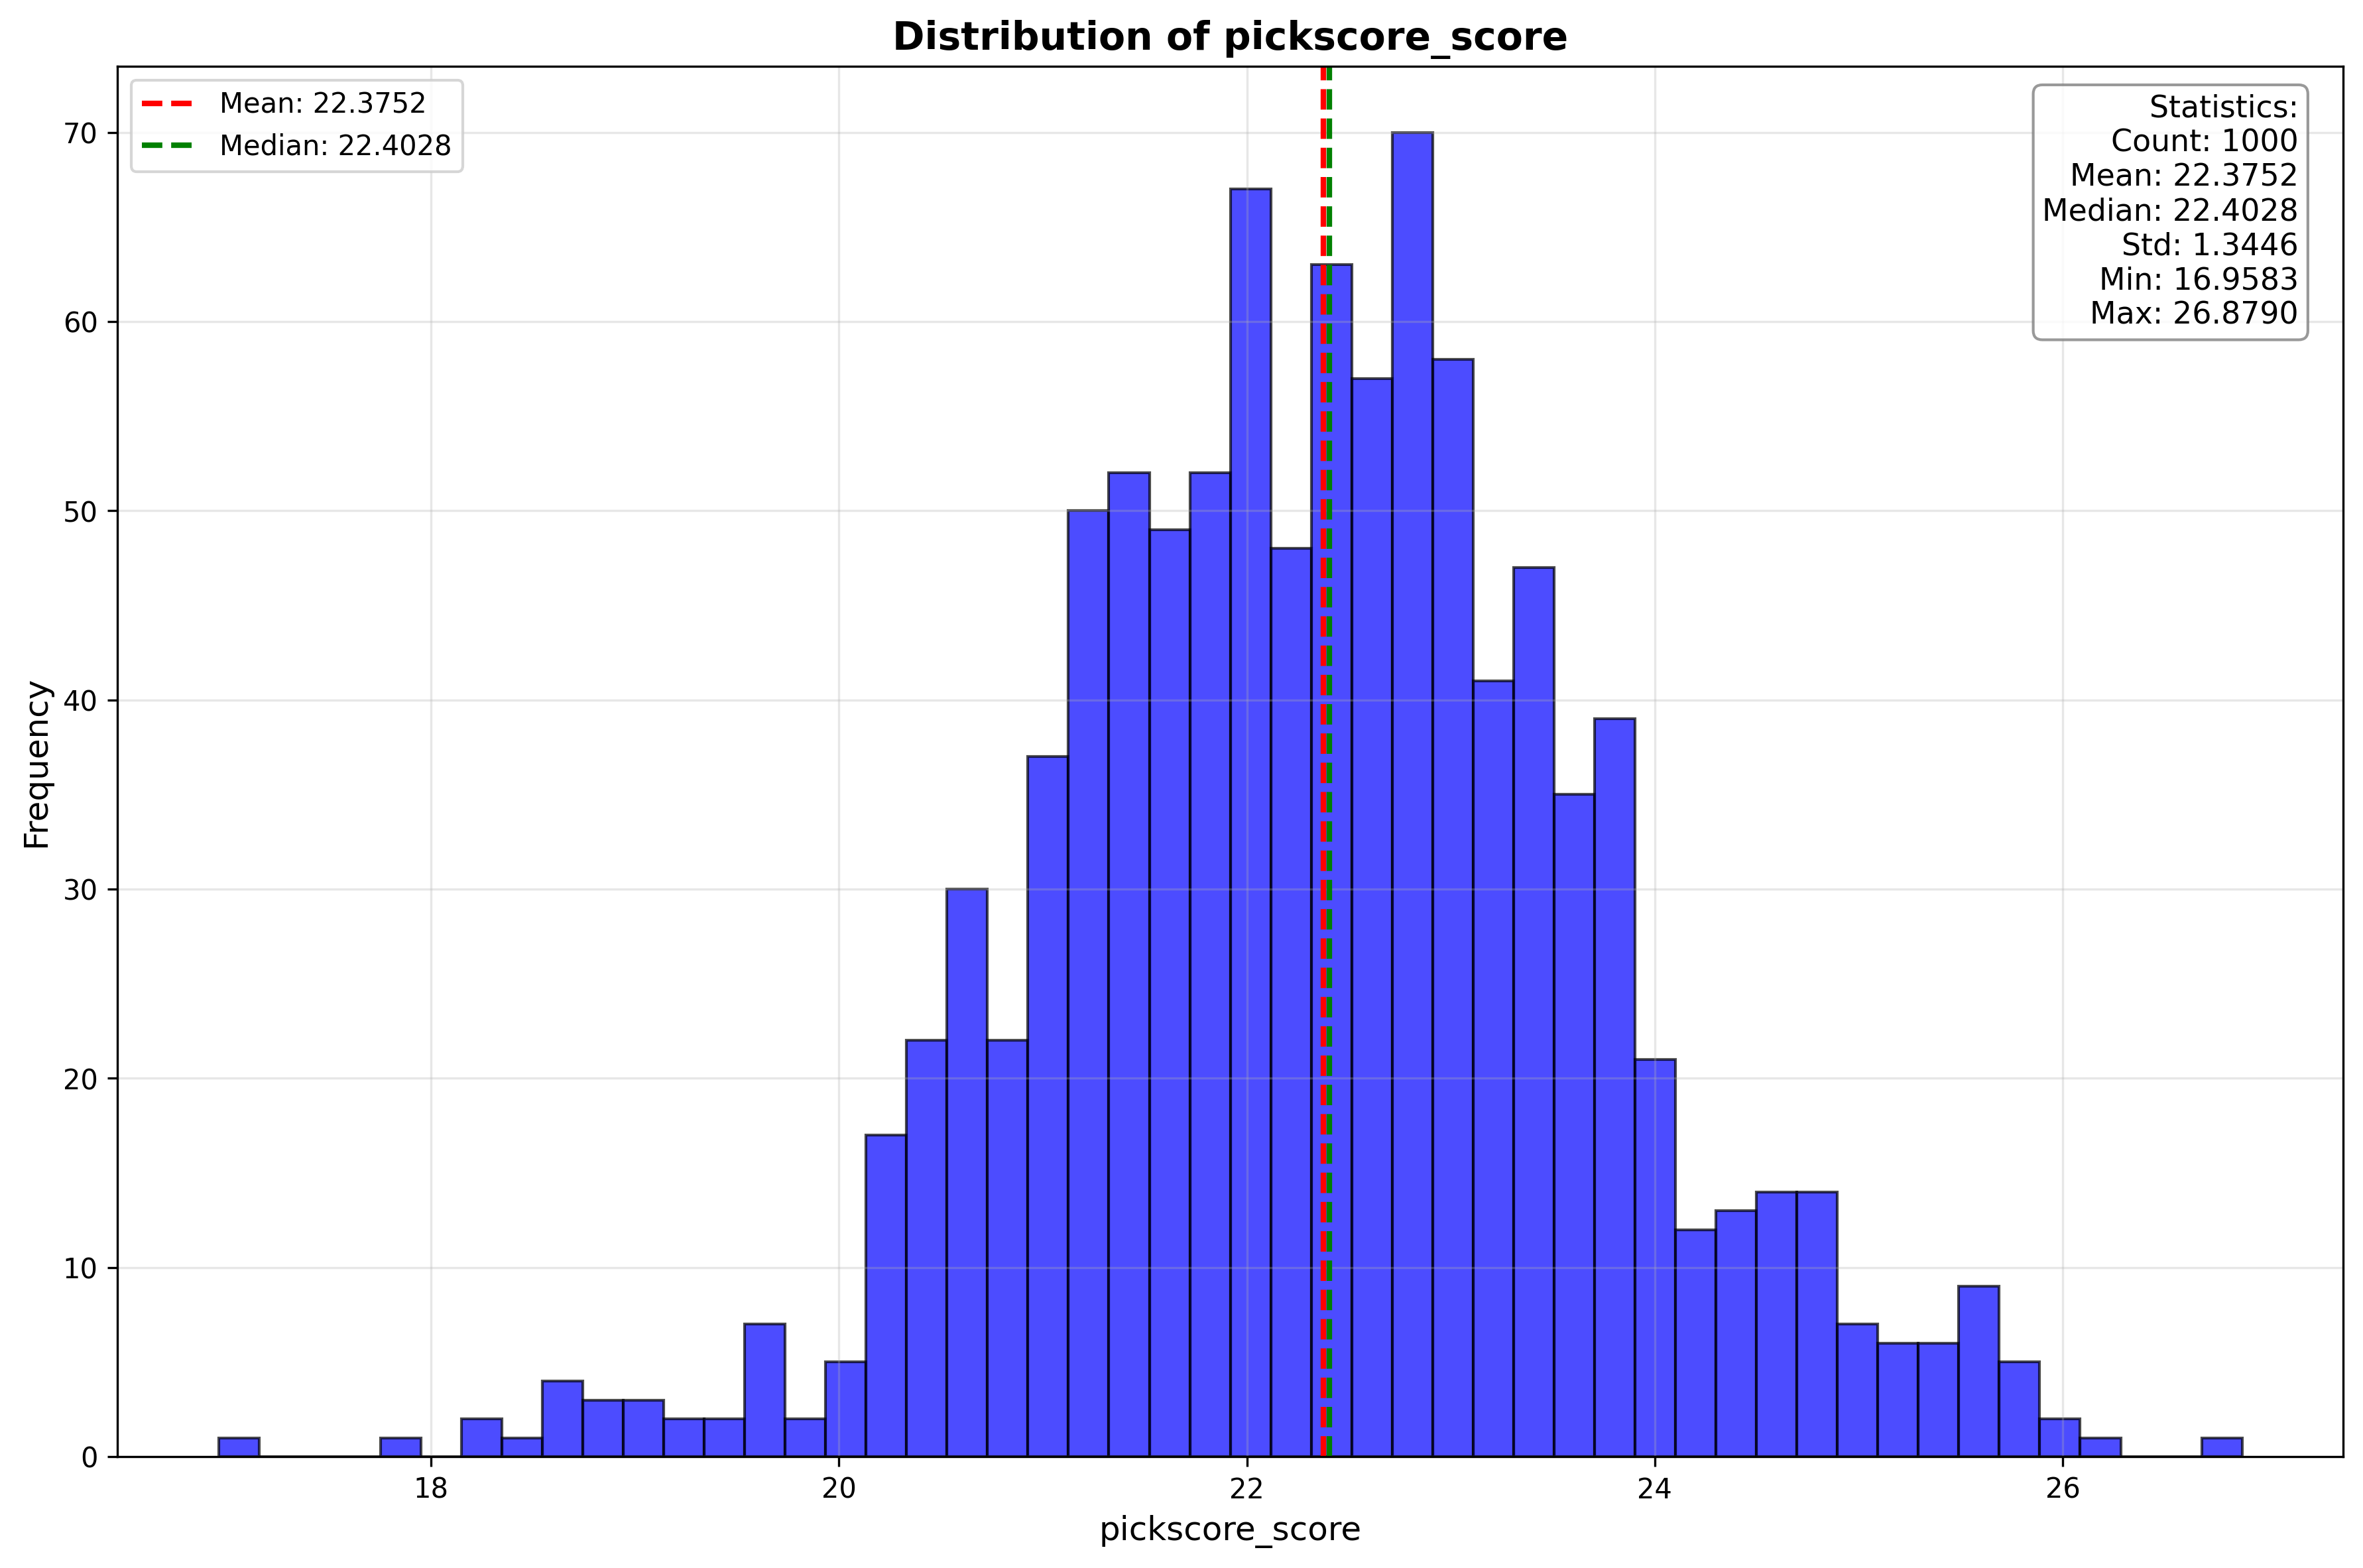 Distribution of pickscore_score
Mean: 22.3752
Median: 22.4028
Statistics:
Count: 1000
Mean: 22.3752
Median: 22.4028
Std: 1.3446
Min: 16.9583
Max: 26.8790
Frequency
70
60
50
40
30
20
10
0
18 20 22 24 26
pickscore_score